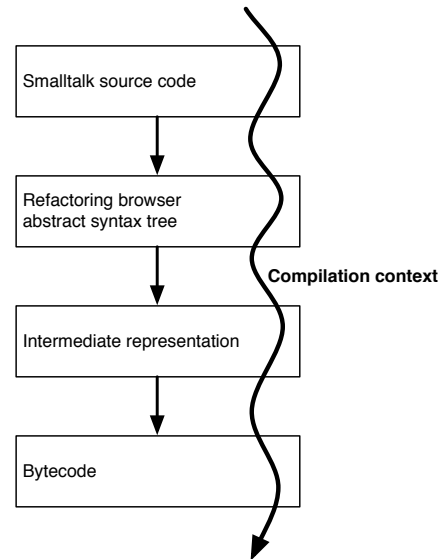 Smalltalk source code
Refactoring browser
abstract syntax tree
Compilation context
Intermediate representation
Bytecode